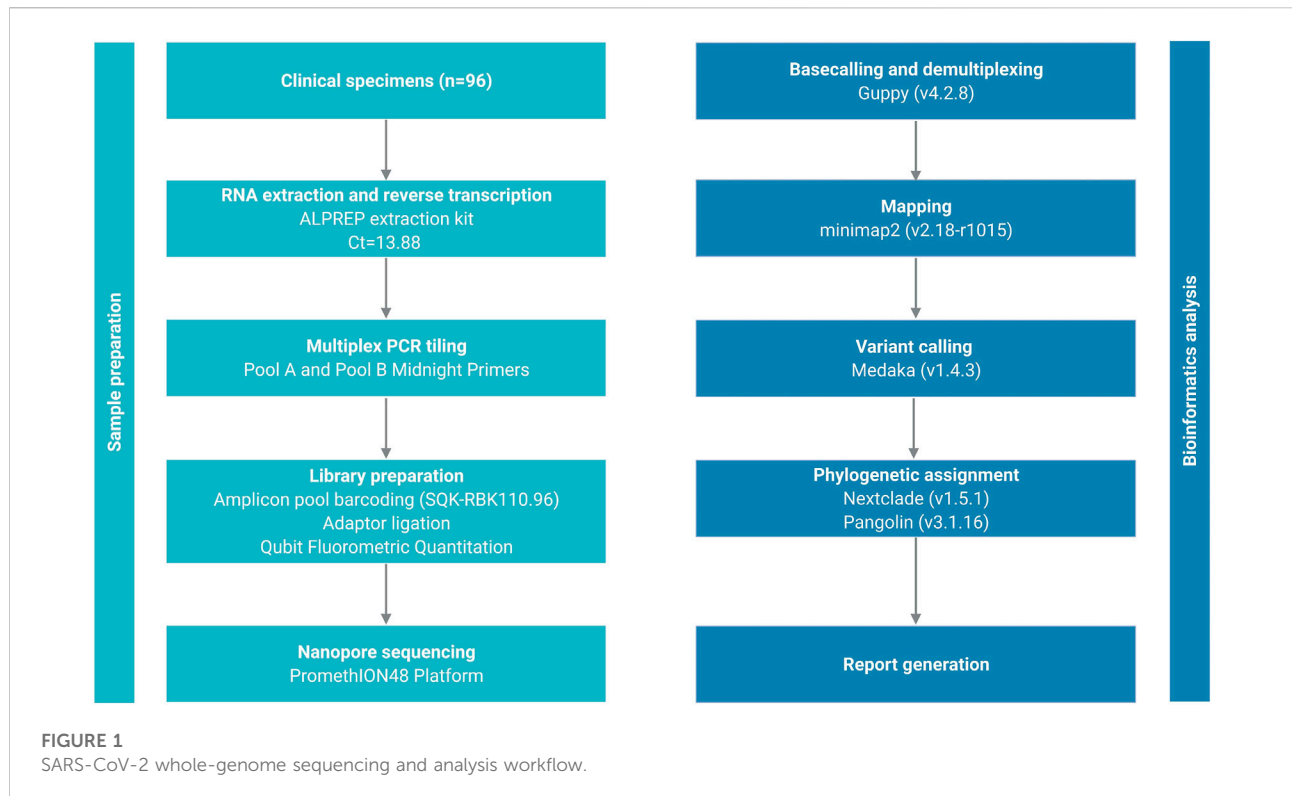 Sample preparation
Clinical specimens (n=96)
RNA extraction and reverse transcription
ALPREP extraction kit
Ct=13.88
Multiplex PCR tiling
Pool A and Pool B Midnight Primers
Library preparation
Amplicon pool barcoding (SQK-RBK110.96)
Adaptor ligation
Qubit Fluorometric Quantitation
Nanopore sequencing
PromethION48 Platform
Basecalling and demultiplexing
Guppy (v4.2.8)
Mapping
minimap2 (v2.18-r1015)
Variant calling
Medaka (v1.4.3)
Phylogenetic assignment
Nextclade (v1.5.1)
Pangolin (v3.1.16)
Report generation
Bioinformatics analysis
FIGURE 1
SARS-CoV-2 whole-genome sequencing and analysis workflow.